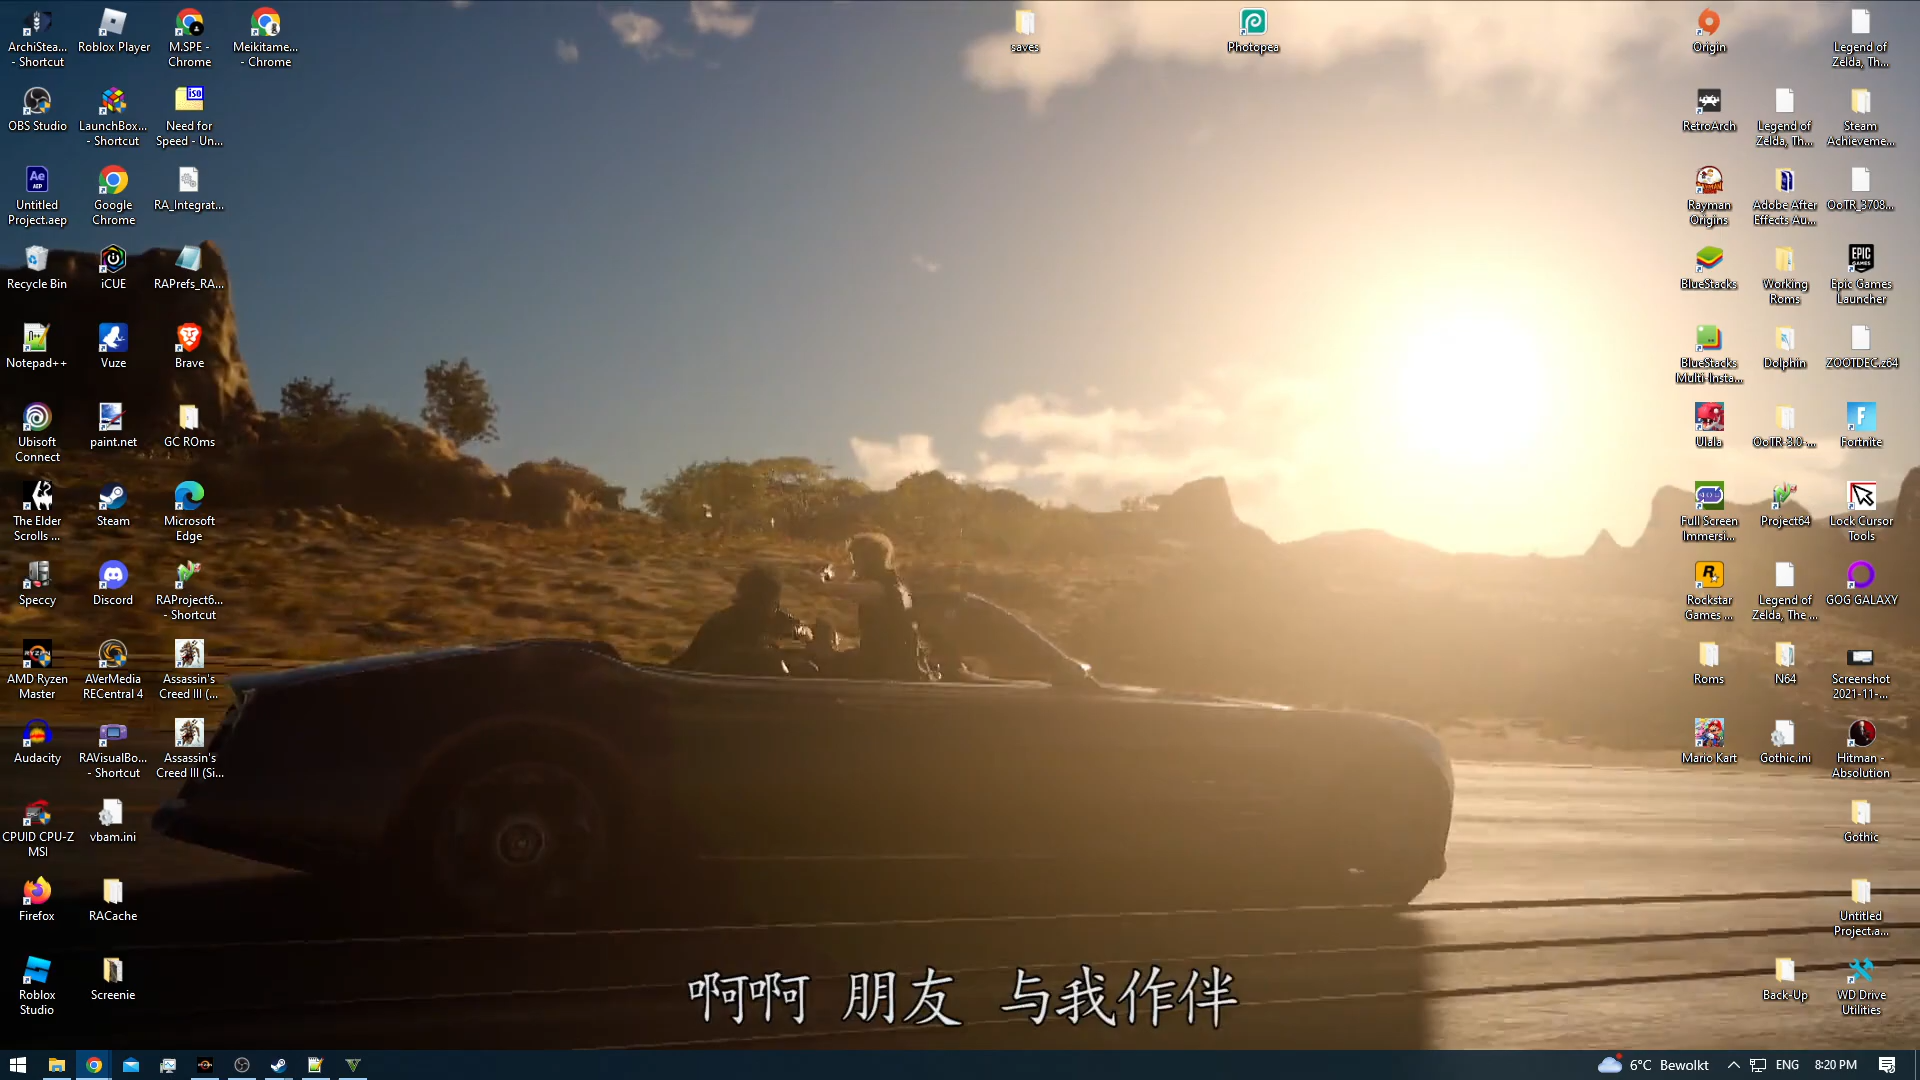 ArchiStea...
- Shortcut
Roblox Player
M.SPE -
Chrome
Meikitame...
- Chrome
saves
Photopea
Origin
Legend of
Zelda, Th...
OBS Studio
LaunchBox...
- Shortcut
Need for
Speed - Un...
RetroArch
Legend of
Zelda, Th...
Steam
Achieveme...
Untitled
Project.aep
Google
Chrome
RA_Integrat...
Rayman
Origins
Adobe After
Effects Au...
OoTR_3708...
Recycle Bin
iCUE
RAPrefs_RA...
BlueStacks
Working
Roms
Epic Games
Launcher
Notepad++
Vuze
Brave
BlueStacks
Multi-Insta...
Dolphin
ZOOTDEC.z64
Ubisoft
Connect
paint.net
GC ROms
Ulala
OoTR-3.0-...
Fortnite
The Elder
Scrolls ...
Steam
Microsoft
Edge
Full Screen
Immersi...
Project64
Lock Cursor
Tools
Speccy
Discord
RAProject6...
- Shortcut
Rockstar
Games ...
Legend of
Zelda, The ...
GOG GALAXY
AMD Ryzen
Master
AVerMedia
RECentral 4
Assassin's
Creed III (...
Roms
N64
Screenshot
2021-11-...
Audacity
RAVisualBo...
- Shortcut
Assassin's
Creed III (Si...
Mario Kart
Gothic.ini
Hitman -
Absolution
CPUID CPU-Z
MSI
vbam.ini
Gothic
Firefox
RACache
Untitled
Project.a...
Roblox
Studio
Screenie
Back-Up
WD Drive
Utilities
啊啊 朋友 与我作伴
6°C Bewolkt
ENG
8:20 PM